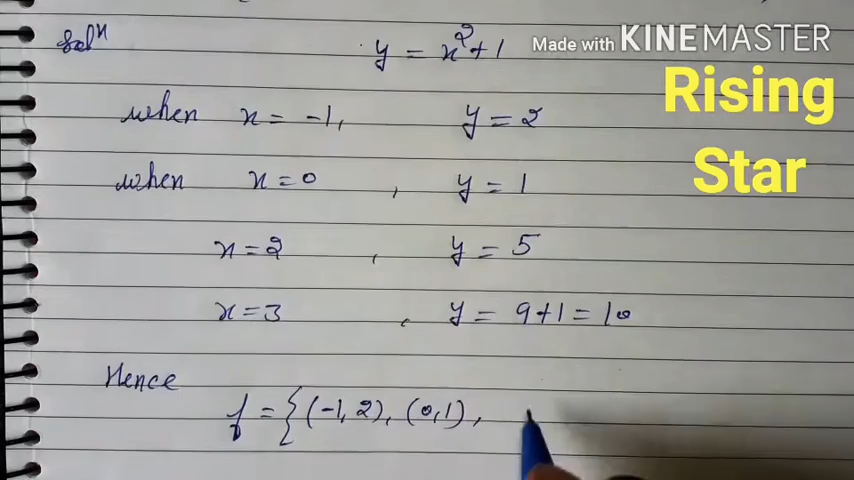 Solⁿ y = x²+1
Made with KINEMASTER
Rising
Star
when x = -1, y = 2
when x = 0 , y = 1
x = 2 , y = 5
x = 3 , y = 9+1 = 10
Hence
f = {(-1, 2), (0,1),